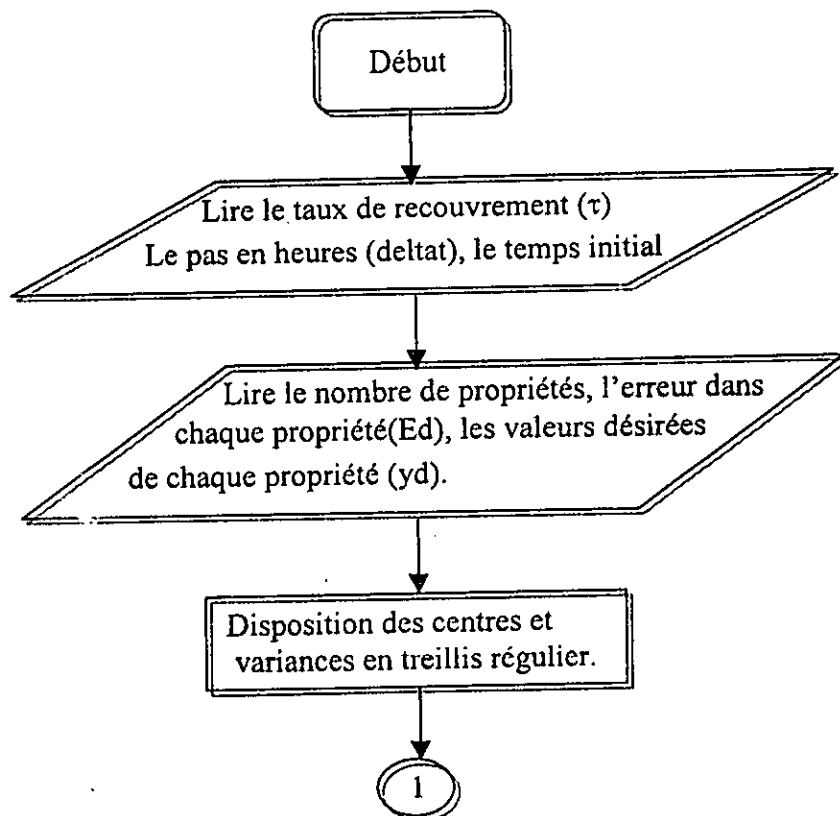 Début
Lire le taux de recouvrement (τ)
Le pas en heures (deltat), le temps initial
Lire le nombre de propriétés, l'erreur dans
chaque propriété(Ed), les valeurs désirées
de chaque propriété (yd).
Disposition des centres et
variances en treillis régulier.
1